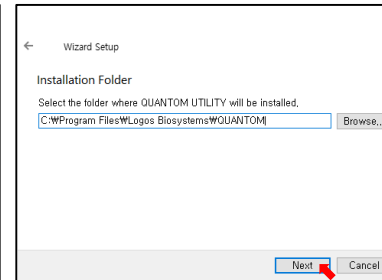 Wizard Setup
Installation Folder
Select the folder where QUANTOM UTILITY will be installed.
C:₩Program Files₩Logos Biosystems₩QUANTOM
Browse..
Next
Cancel